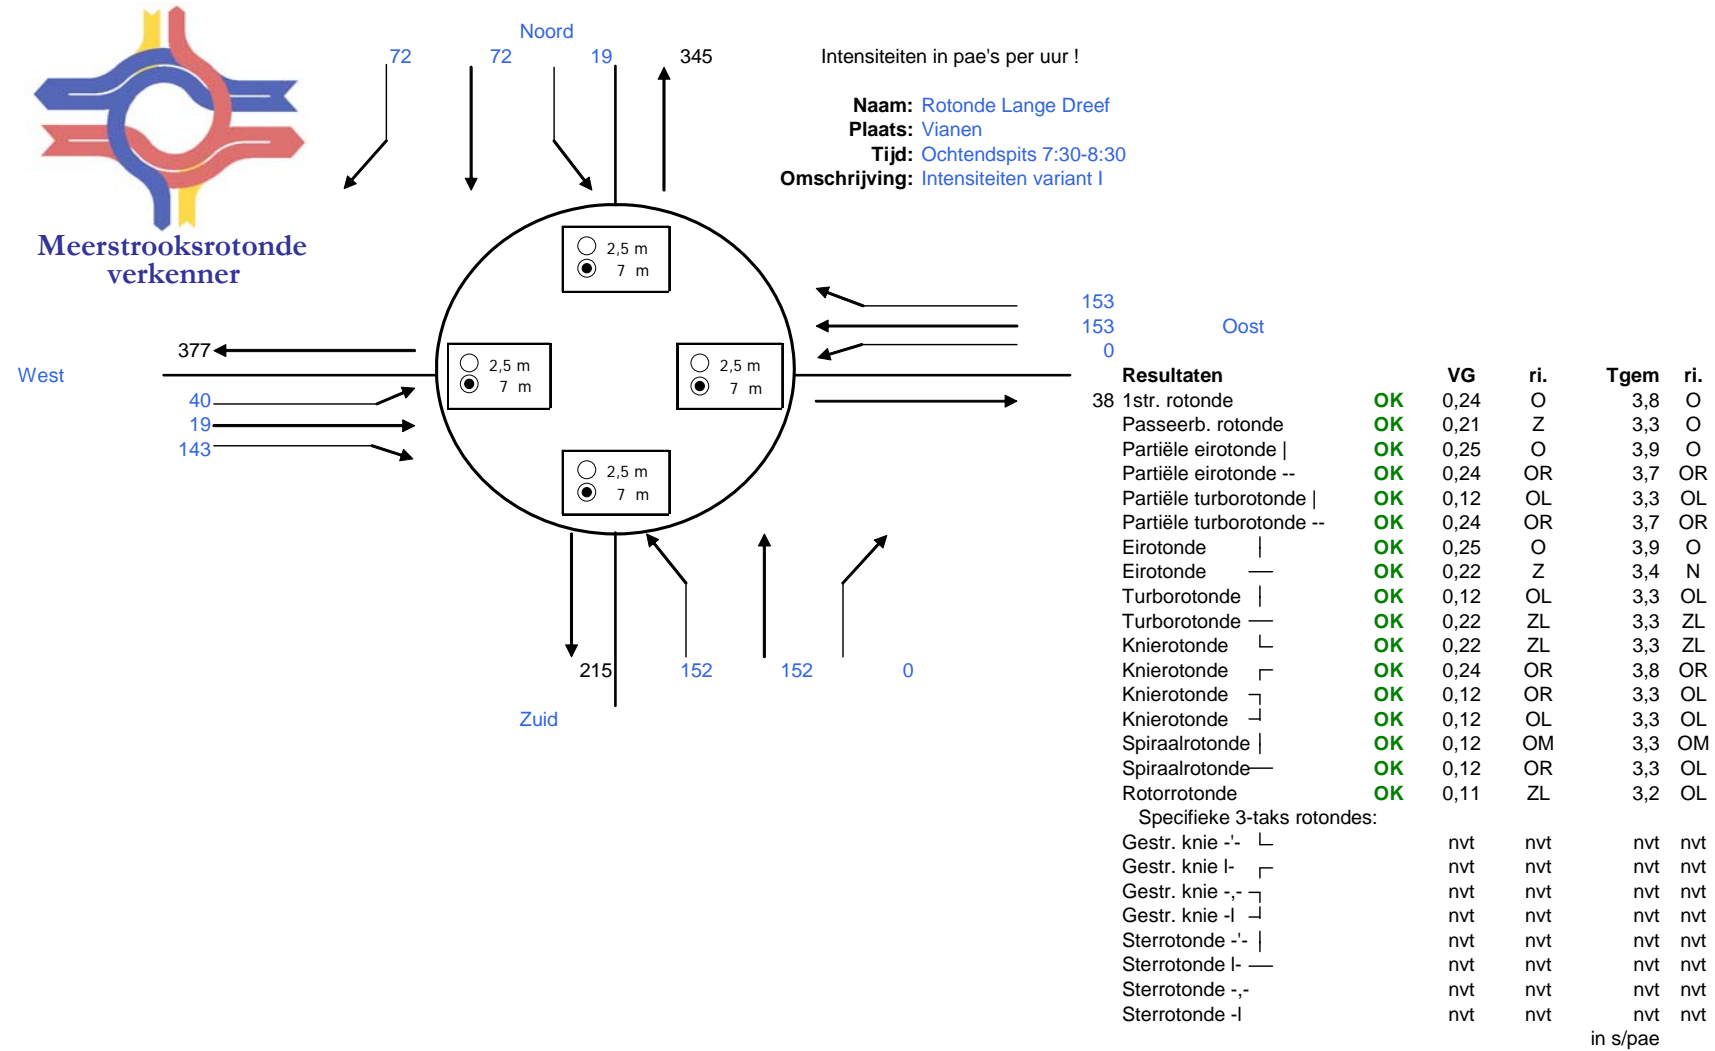 Noord
72 72 19 345 Intensiteiten in pae's per uur !
Naam: Rotonde Lange Dreef
Plaats: Vianen
Tijd: Ochtendspits 7:30-8:30
Omschrijving: Intensiteiten variant I
Meerstrooksrotonde
verkenner
2,5 m
7 m
153
153 Oost
0
377
West
40
19
143
2,5 m
7 m
2,5 m
7 m
38
2,5 m
7 m
215 152 152 0
Zuid
Resultaten VG ri. Tgem ri.
1str. rotonde OK 0,24 O 3,8 O
Passeerb. rotonde OK 0,21 Z 3,3 O
Partiële eirotonde | OK 0,25 O 3,9 O
Partiële eirotonde -- OK 0,24 OR 3,7 OR
Partiële turborotonde | OK 0,12 OL 3,3 OL
Partiële turborotonde -- OK 0,24 OR 3,7 OR
Eirotonde OK 0,25 O 3,9 O
Eirotonde OK 0,22 Z 3,4 N
Turborotonde OK 0,12 OL 3,3 OL
Turborotonde OK 0,22 ZL 3,3 ZL
Knierotonde OK 0,22 ZL 3,3 ZL
Knierotonde OK 0,24 OR 3,8 OR
Knierotonde OK 0,12 OR 3,3 OL
Knierotonde OK 0,12 OL 3,3 OL
Spiraalrotonde OK 0,12 OM 3,3 OM
Spiraalrotonde OK 0,12 OR 3,3 OL
Rotorrotonde OK 0,11 ZL 3,2 OL
Specifieke 3-taks rotondes:
Gestr. knie -'- nvt nvt nvt nvt
Gestr. knie l- nvt nvt nvt nvt
Gestr. knie -,- nvt nvt nvt nvt
Gestr. knie -l nvt nvt nvt nvt
Sterrotonde -'- nvt nvt nvt nvt
Sterrotonde l- nvt nvt nvt nvt
Sterrotonde -,- nvt nvt nvt nvt
Sterrotonde -l nvt nvt nvt nvt
in s/pae